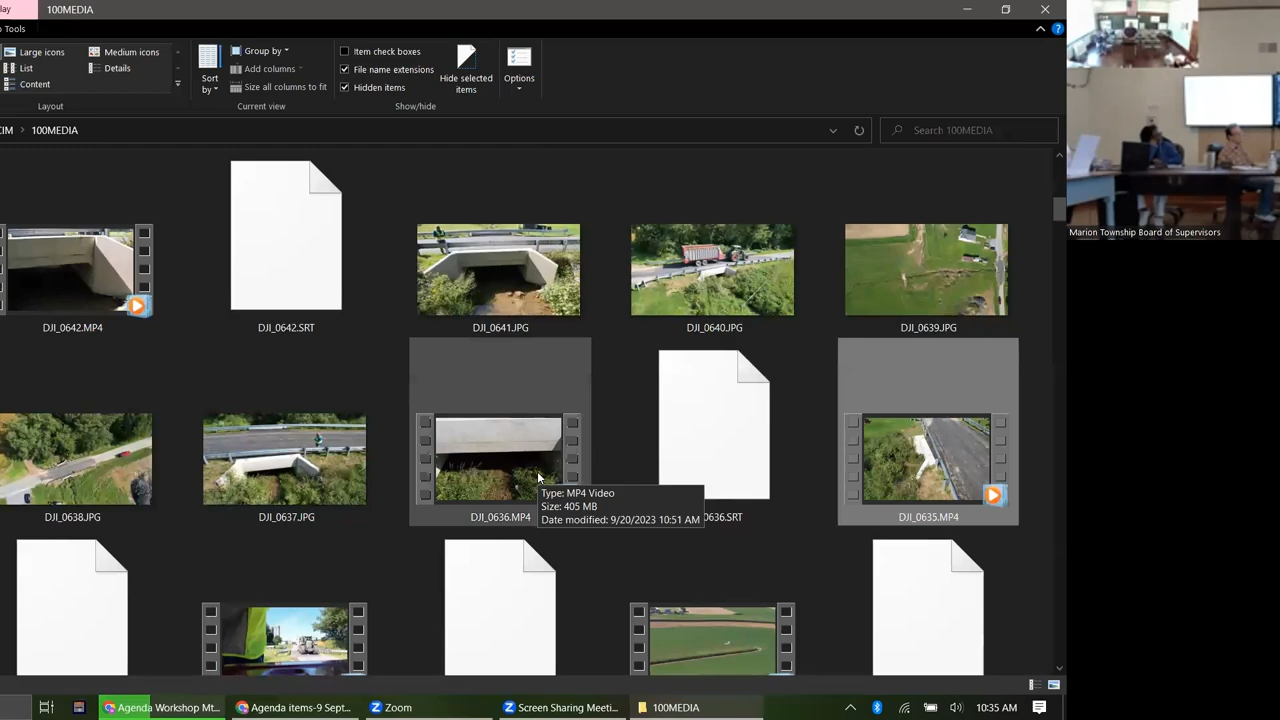 lay
100MEDIA
Tools
Large icons
Medium icons
List
Details
Content
Layout
Sort by
Group by
Add columns
Size all columns to fit
Current view
Item check boxes
File name extensions
Hidden items
Hide selected items
Show/hide
Options
CIM > 100MEDIA
Search 100MEDIA
Marion Township Board of Supervisors
DJI_0642.MP4
DJI_0642.SRT
DJI_0641.JPG
DJI_0640.JPG
DJI_0639.JPG
DJI_0638.JPG
DJI_0637.JPG
DJI_0636.MP4
0636.SRT
DJI_0635.MP4
Type: MP4 Video
Size: 405 MB
Date modified: 9/20/2023 10:51 AM
Agenda Workshop Mt...
Agenda items-9 Sept...
Zoom
Screen Sharing Meeti...
100MEDIA
10:35 AM